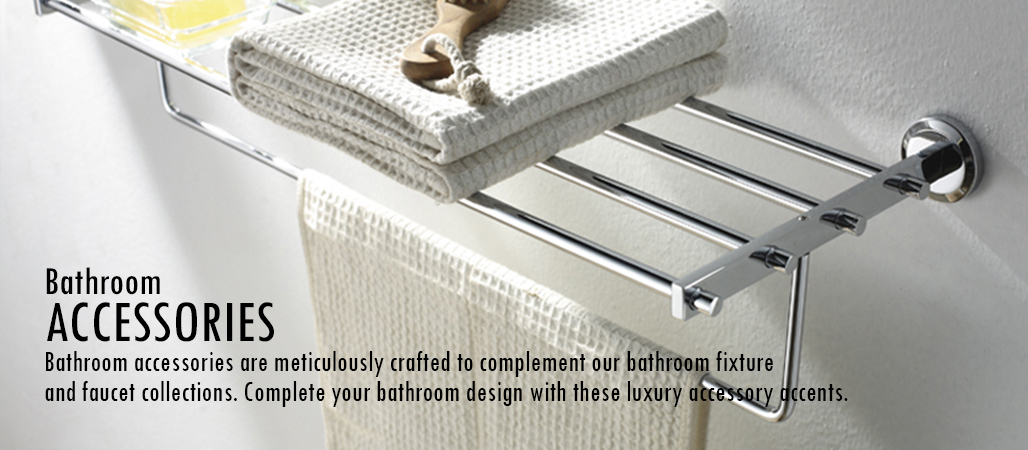 Bathroom
ACCESSORIES
Bathroom accessories are meticulously crafted to complement our bathroom fixture
and faucet collections. Complete your bathroom design with these luxury accessory accents.